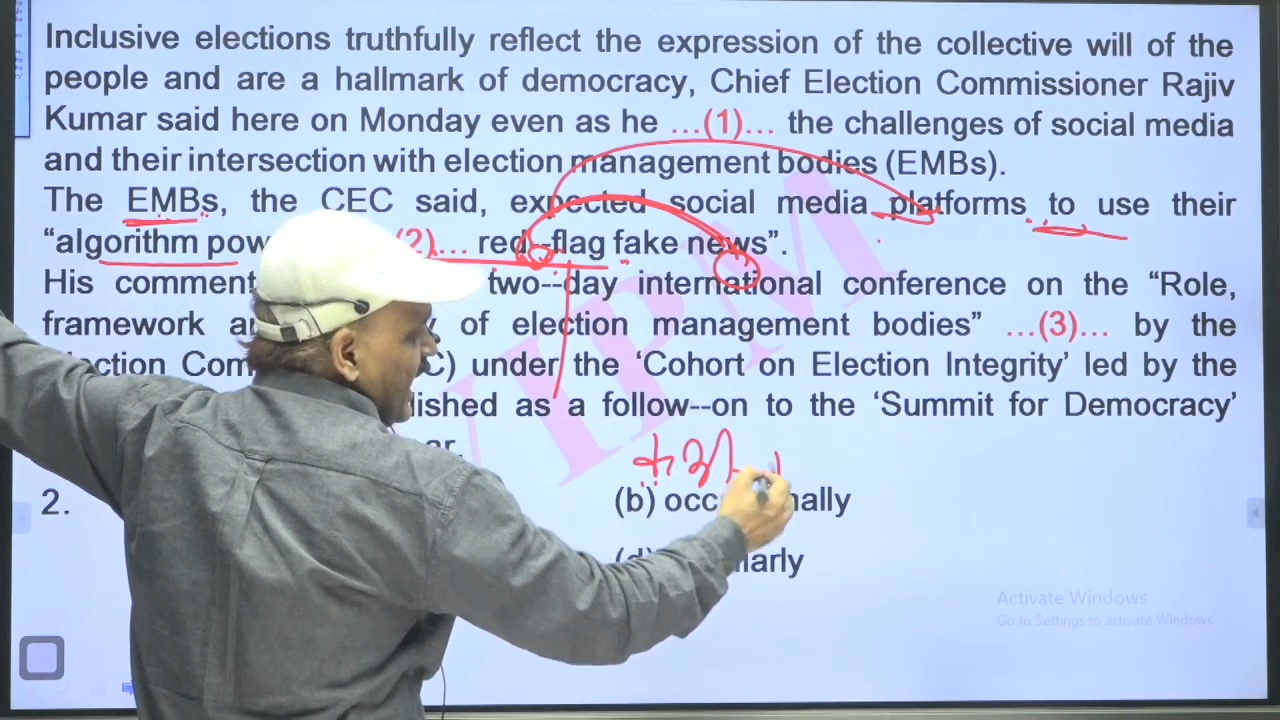 Inclusive elections truthfully reflect the expression of the collective will of the
people and are a hallmark of democracy, Chief Election Commissioner Rajiv
Kumar said here on Monday even as he ...(1)... the challenges of social media
and their intersection with election management bodies (EMBs).
The EMBs, the CEC said, expected social media platforms to use their
“algorithm pow (2)... red--flag fake news”.
His comment two--day international conference on the “Role,
framework of election management bodies” ...(3)... by the
under the ‘Cohort on Election Integrity’ led by the
as a follow--on to the ‘Summit for Democracy’
2. (b)
(d)
Activate Windows
Go to Settings to activate Windows.
VIPM